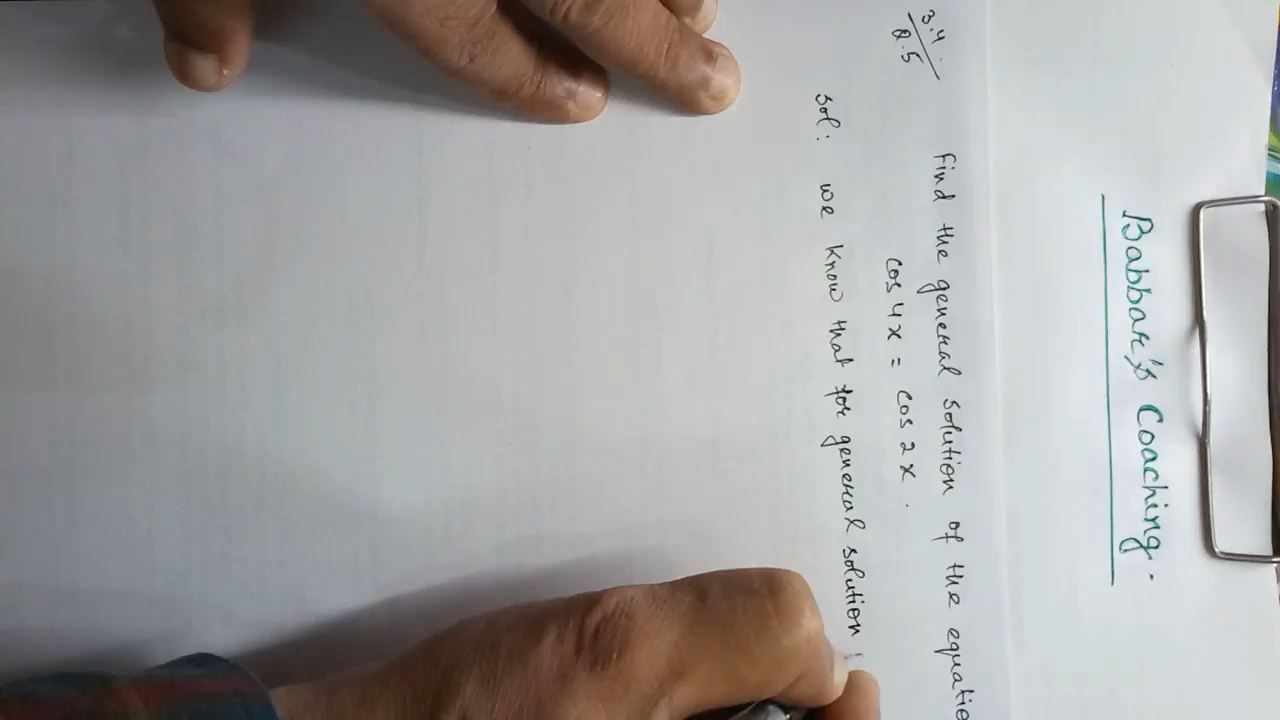 Babbar's Coaching.
3.4
Q.5
Find the general solution of the equatio
cos 4x = cos 2x.
Sol: we know that for general solution